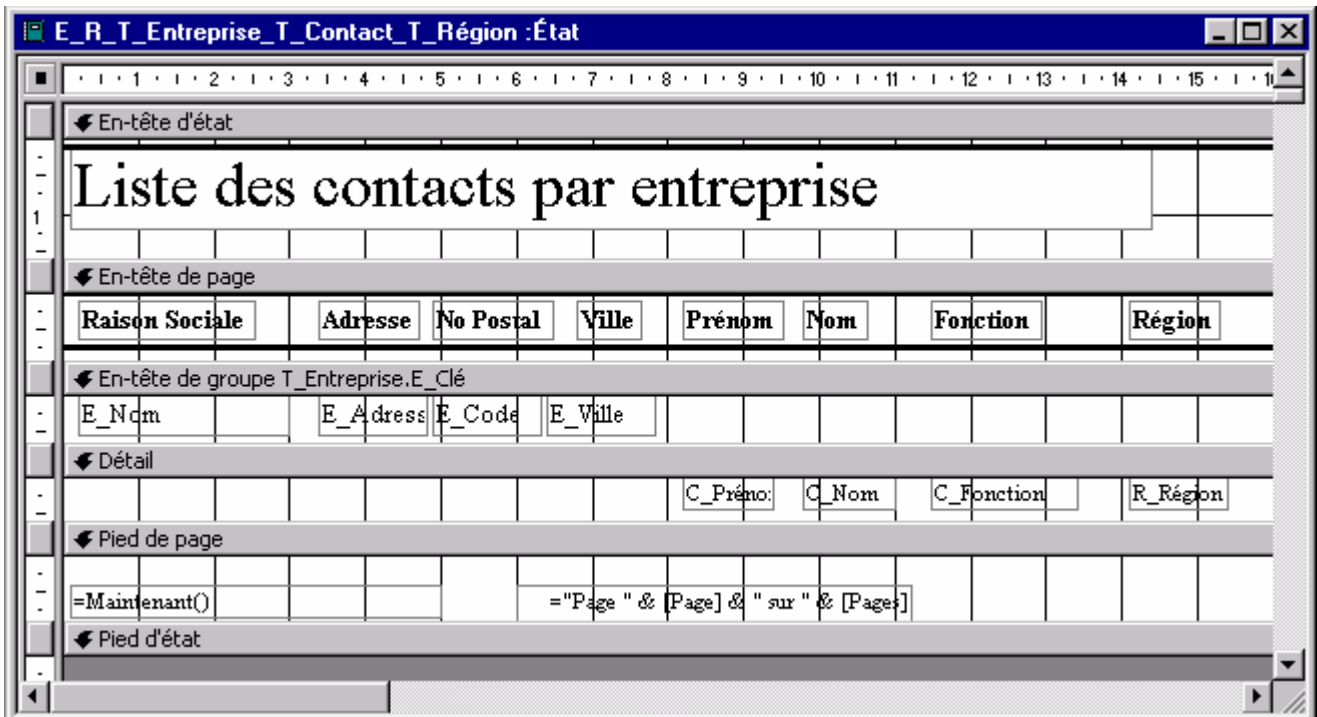 E_R_T_Entreprise_T_Contact_T_Région :État
1 2 3 4 5 6 7 8 9 10 11 12 13 14 15
En-tête d'état
Liste des contacts par entreprise
1
En-tête de page
Raison Sociale Adresse No Postal Ville Prénom Nom Fonction Région
En-tête de groupe T_Entreprise.E_Clé
E_Nom E_Adress E_Code E_Ville
Détail
C_Préno: C_Nom C_Fonction R_Région
Pied de page
=Maintenant() ="Page " & [Page] & " sur " & [Pages]
Pied d'état